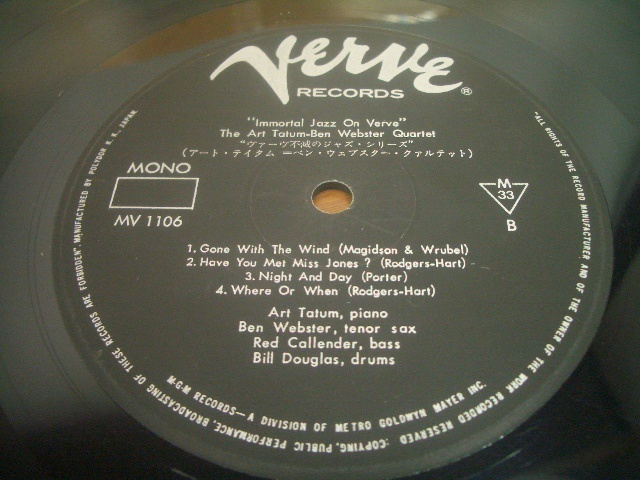 Verve
RECORDS ®
"Immortal Jazz On Verve"
The Art Tatum-Ben Webster Quartet
"ヴァーヴ不滅のジャズ・シリーズ"
(アート・テイタム=ベン・ウェブスター・クァルテット)
MONO
MV 1106
M
33
B
1. Gone With The Wind (Magidson & Wrubel)
2. Have You Met Miss Jones ? (Rodgers-Hart)
3. Night And Day (Porter)
4. Where Or When (Rodgers-Hart)
Art Tatum, piano
Ben Webster, tenor sax
Red Callender, bass
Bill Douglas, drums
M-G-M RECORDS—A DIVISION OF METRO GOLDWYN MAYER INC.
"ALL RIGHTS OF THE RECORD MANUFACTURER AND OF THE OWNER OF THE RECORDED WORK RESERVED :COPYING, PUBLIC PERFORMANCE, BROADCASTING OF THESE RECORDS ARE FORBIDDEN" MANUFACTURED BY POLYDOR K. K., JAPAN